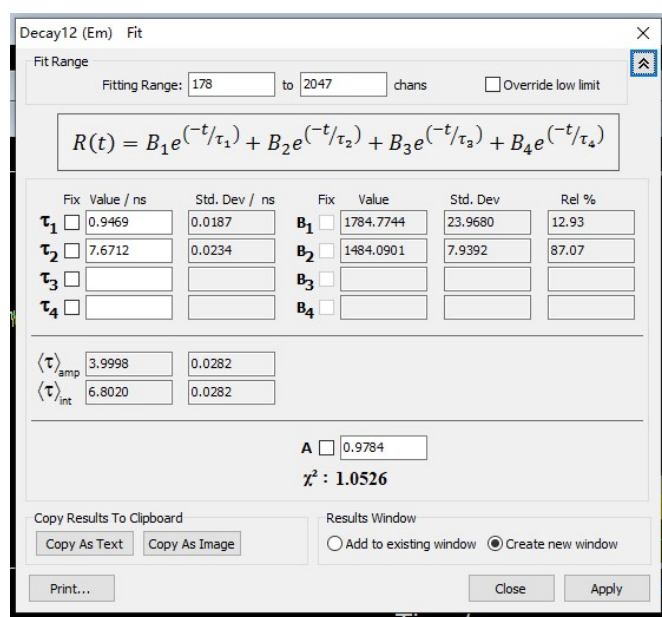 Decay12 (Em) Fit
Fit Range
Fitting Range: 178 to 2047 chans Override low limit
R(t) = B₁e^(−t/τ₁) + B₂e^(−t/τ₂) + B₃e^(−t/τ₃) + B₄e^(−t/τ₄)
Fix Value / ns Std. Dev / ns Fix Value Std. Dev Rel %
τ₁ 0.9469 0.0187 B₁ 1784.7744 23.9680 12.93
τ₂ 7.6712 0.0234 B₂ 1484.0901 7.9392 87.07
τ₃ B₃
τ₄ B₄
⟨τ⟩amp 3.9998 0.0282
⟨τ⟩int 6.8020 0.0282
A 0.9784
χ² : 1.0526
Copy Results To Clipboard Results Window
Copy As Text Copy As Image Add to existing window Create new window
Print... Close Apply